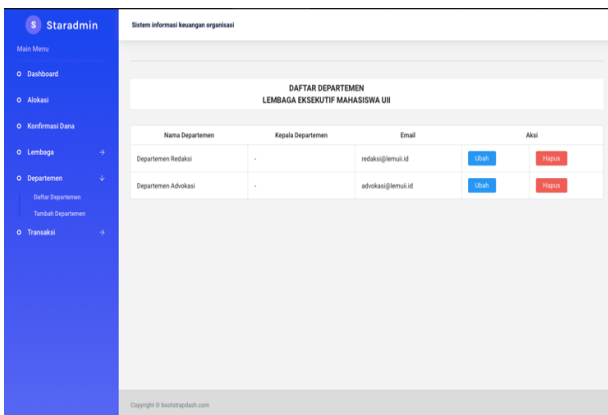 S Staradmin
Sistem informasi keuangan organisasi
Main Menu
Dashboard
Alokasi
Konfirmasi Dana
Lembaga
Departemen
Daftar Departemen
Tambah Departemen
Transaksi
DAFTAR DEPARTEMEN
LEMBAGA EKSEKUTIF MAHASISWA UII
Nama Departemen Kepala Departemen Email Aksi
Departemen Redaksi - redaksi@lemuii.id Ubah Hapus
Departemen Advokasi - advokasi@lemuii.id Ubah Hapus
Copyright © bootstrapdash.com